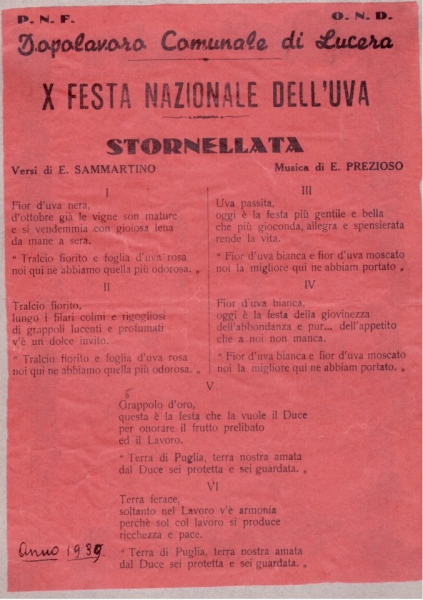 P. N. F. O. N. D.
Dopolavoro Comunale di Lucera
X FESTA NAZIONALE DELL'UVA
STORNELLATA
Versi di E. SAMMARTINO Musica di E. PREZIOSO
I
Fior d'uva nera,
d'ottobre già le vigne son mature
e si vendemmia con gioiosa lena
da mane a sera.
" Tralcio fiorito e foglia d'uva rosa
noi qui ne abbiamo quella più odorosa. „
II
Tralcio fiorito,
lungo i filari colmi e rigogliosi
di grappoli lucenti e profumati
v'è un dolce invito.
" Tralcio fiorito e foglia d'uva rosa
noi qui ne abbiamo quella più odorosa. „
III
Uva passita,
oggi è la festa più gentile e bella
che più gioconda, allegra e spensierata
rende la vita.
" Fior d'uva bianca e fior d'uva moscato
noi la migliore qui ne abbiam portato „
IV
Fior d'uva bianca,
oggi è la festa della giovinezza
dell'abbondanza e pur... dell'appetito
che a noi non manca.
" Fior d'uva bianca e fior d'uva moscato
noi la migliore qui ne abbiam portato. „
V
Grappolo d'oro,
questa è la festa che la vuole il Duce
per onorare il frutto prelibato
ed il Lavoro.
" Terra di Puglia, terra nostra amata
dal Duce sei protetta e sei guardata. „
VI
Terra ferace,
soltanto nel Lavoro v'è armonia
perchè sol col lavoro si produce
ricchezza e pace.
" Terra di Puglia, terra nostra amata
dal Duce sei protetta e sei guardata. „
Anno 1939